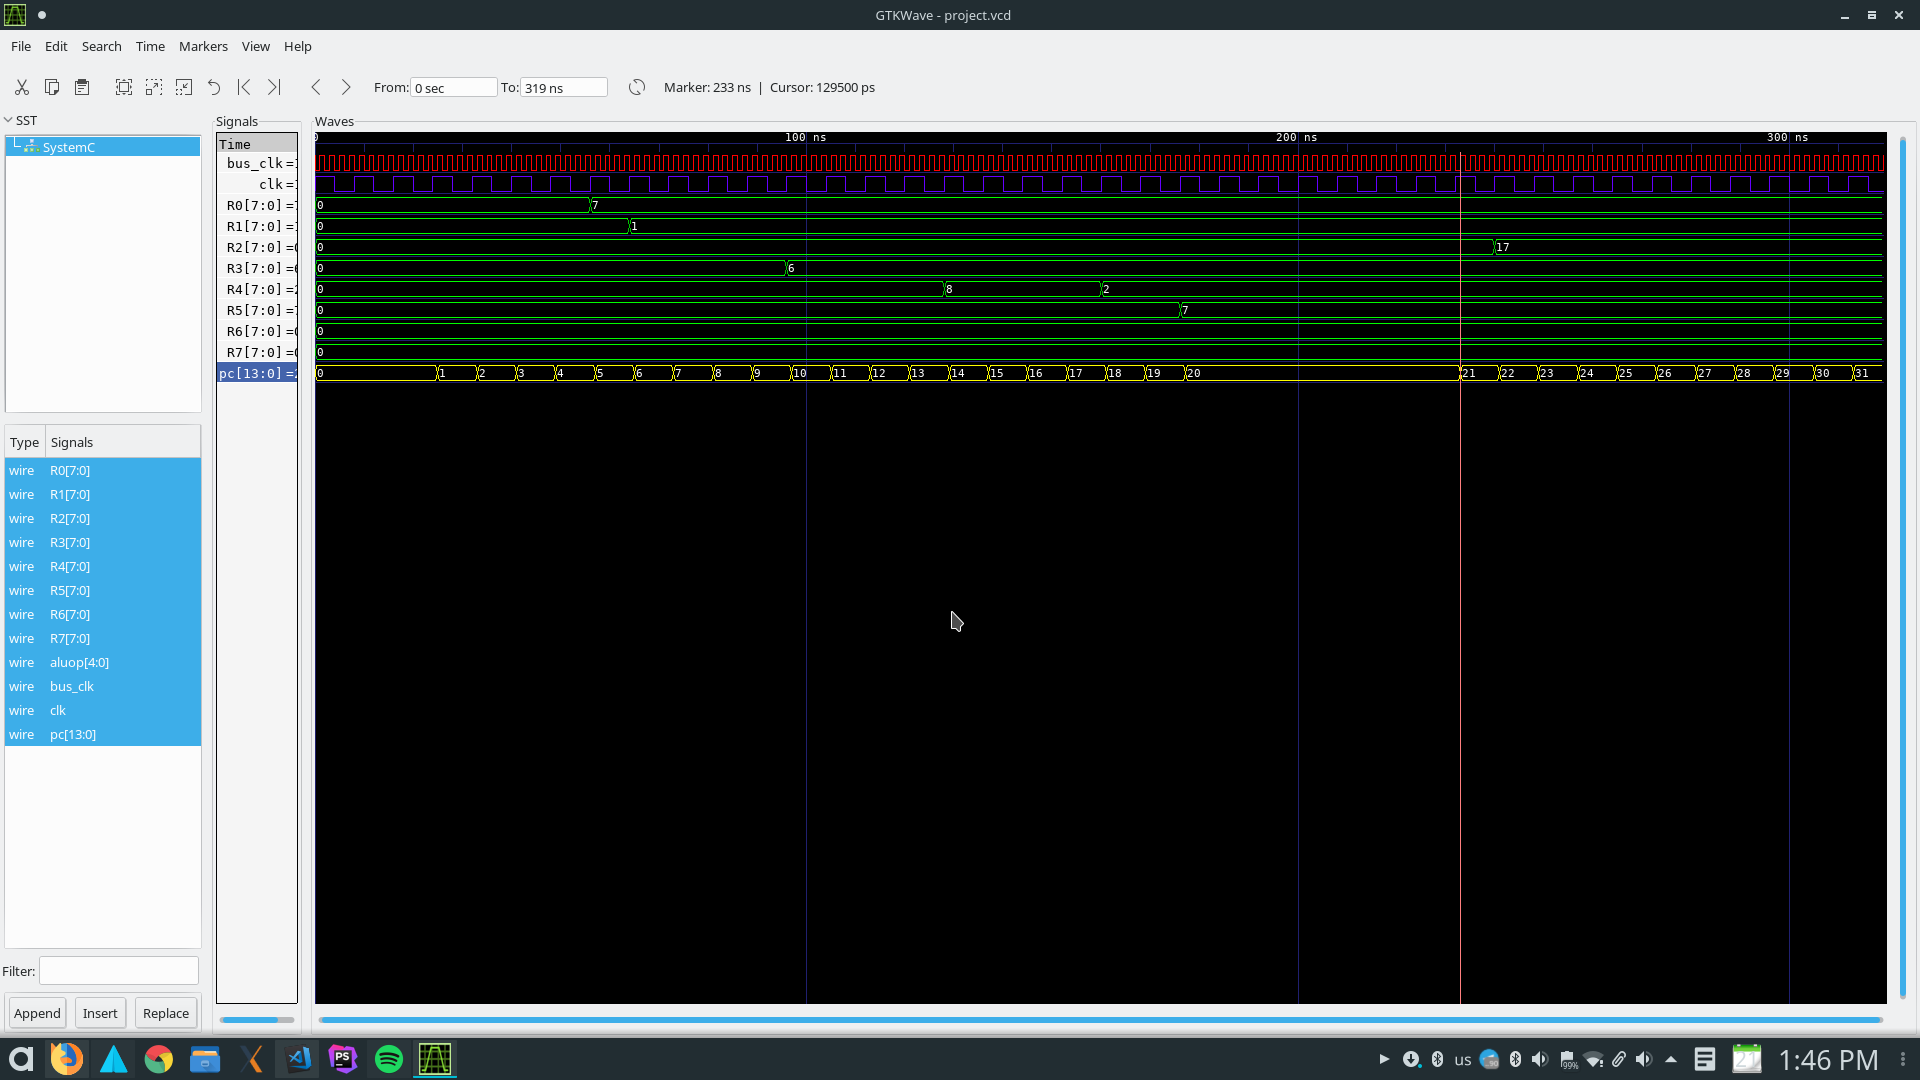 GTKWave - project.vcd
File Edit Search Time Markers View Help
From: 0 sec To: 319 ns Marker: 233 ns | Cursor: 129500 ps
SST
SystemC
Type Signals
wire R0[7:0]
wire R1[7:0]
wire R2[7:0]
wire R3[7:0]
wire R4[7:0]
wire R5[7:0]
wire R6[7:0]
wire R7[7:0]
wire aluop[4:0]
wire bus_clk
wire clk
wire pc[13:0]
Filter:
Append Insert Replace
Signals
Time
bus_clk =
clk =
R0[7:0] =
R1[7:0] =
R2[7:0] =
R3[7:0] =
R4[7:0] =
R5[7:0] =
R6[7:0] =
R7[7:0] =
pc[13:0] =
Waves
0 100 ns 200 ns 300 ns
0 7
0 1
0 17
0 6
0 8 2
0 7
0
0
0 1 2 3 4 5 6 7 8 9 10 11 12 13 14 15 16 17 18 19 20 21 22 23 24 25 26 27 28 29 30 31
PS
us 99% 21 1:46 PM